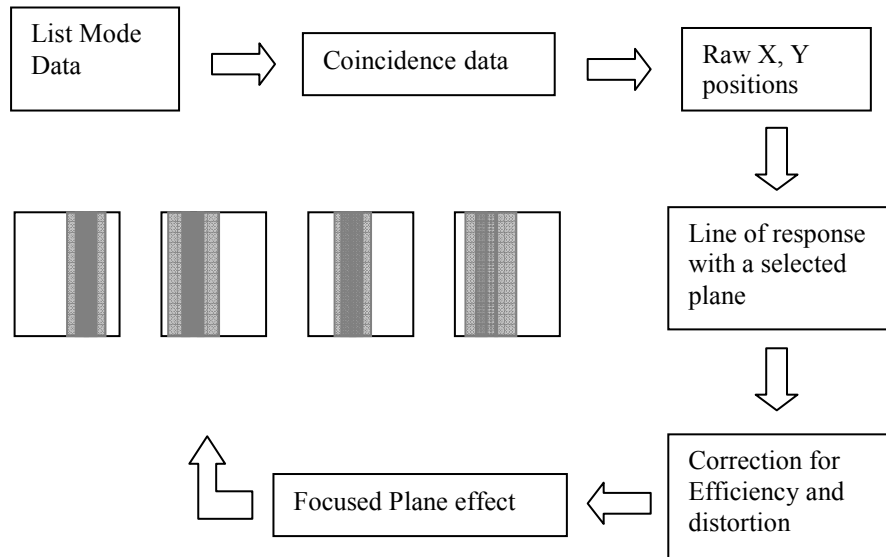 List Mode
Data
Coincidence data
Raw X, Y
positions
Line of response
with a selected
plane
Correction for
Efficiency and
distortion
Focused Plane effect